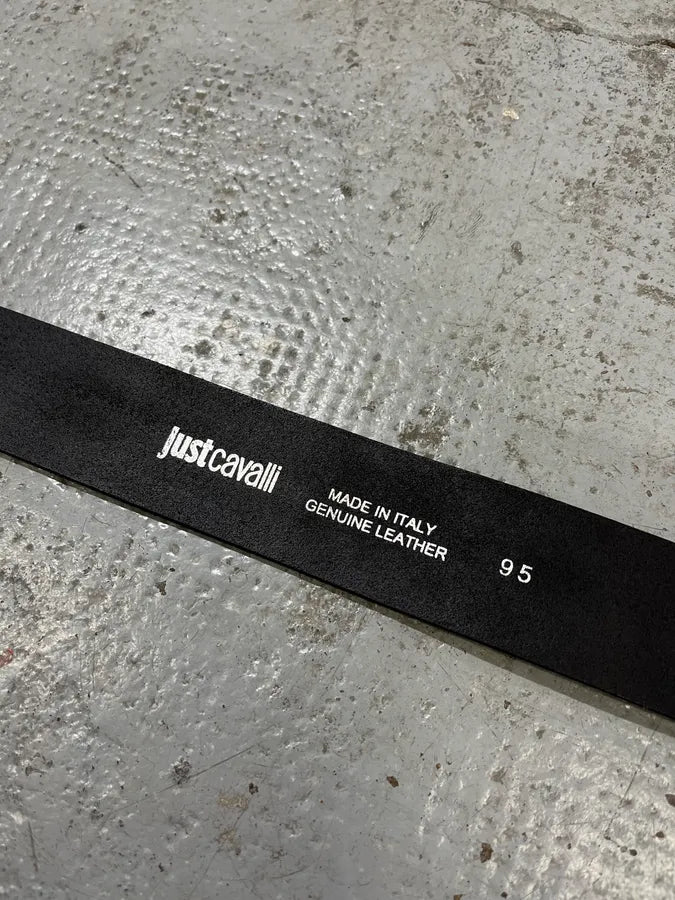 justcavalli
MADE IN ITALY
GENUINE LEATHER
95